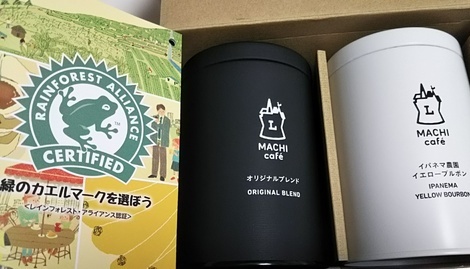 RAINFOREST ALLIANCE
TM
CERTIFIED
緑のカエルマークを選ぼう
<レインフォレスト・アライアンス認証>
L
MACHI
café
オリジナルブレンド
ORIGINAL BLEND
L
MACHI
café
イパネマ農園
イエローブルボン
IPANEMA
YELLOW BOURBON